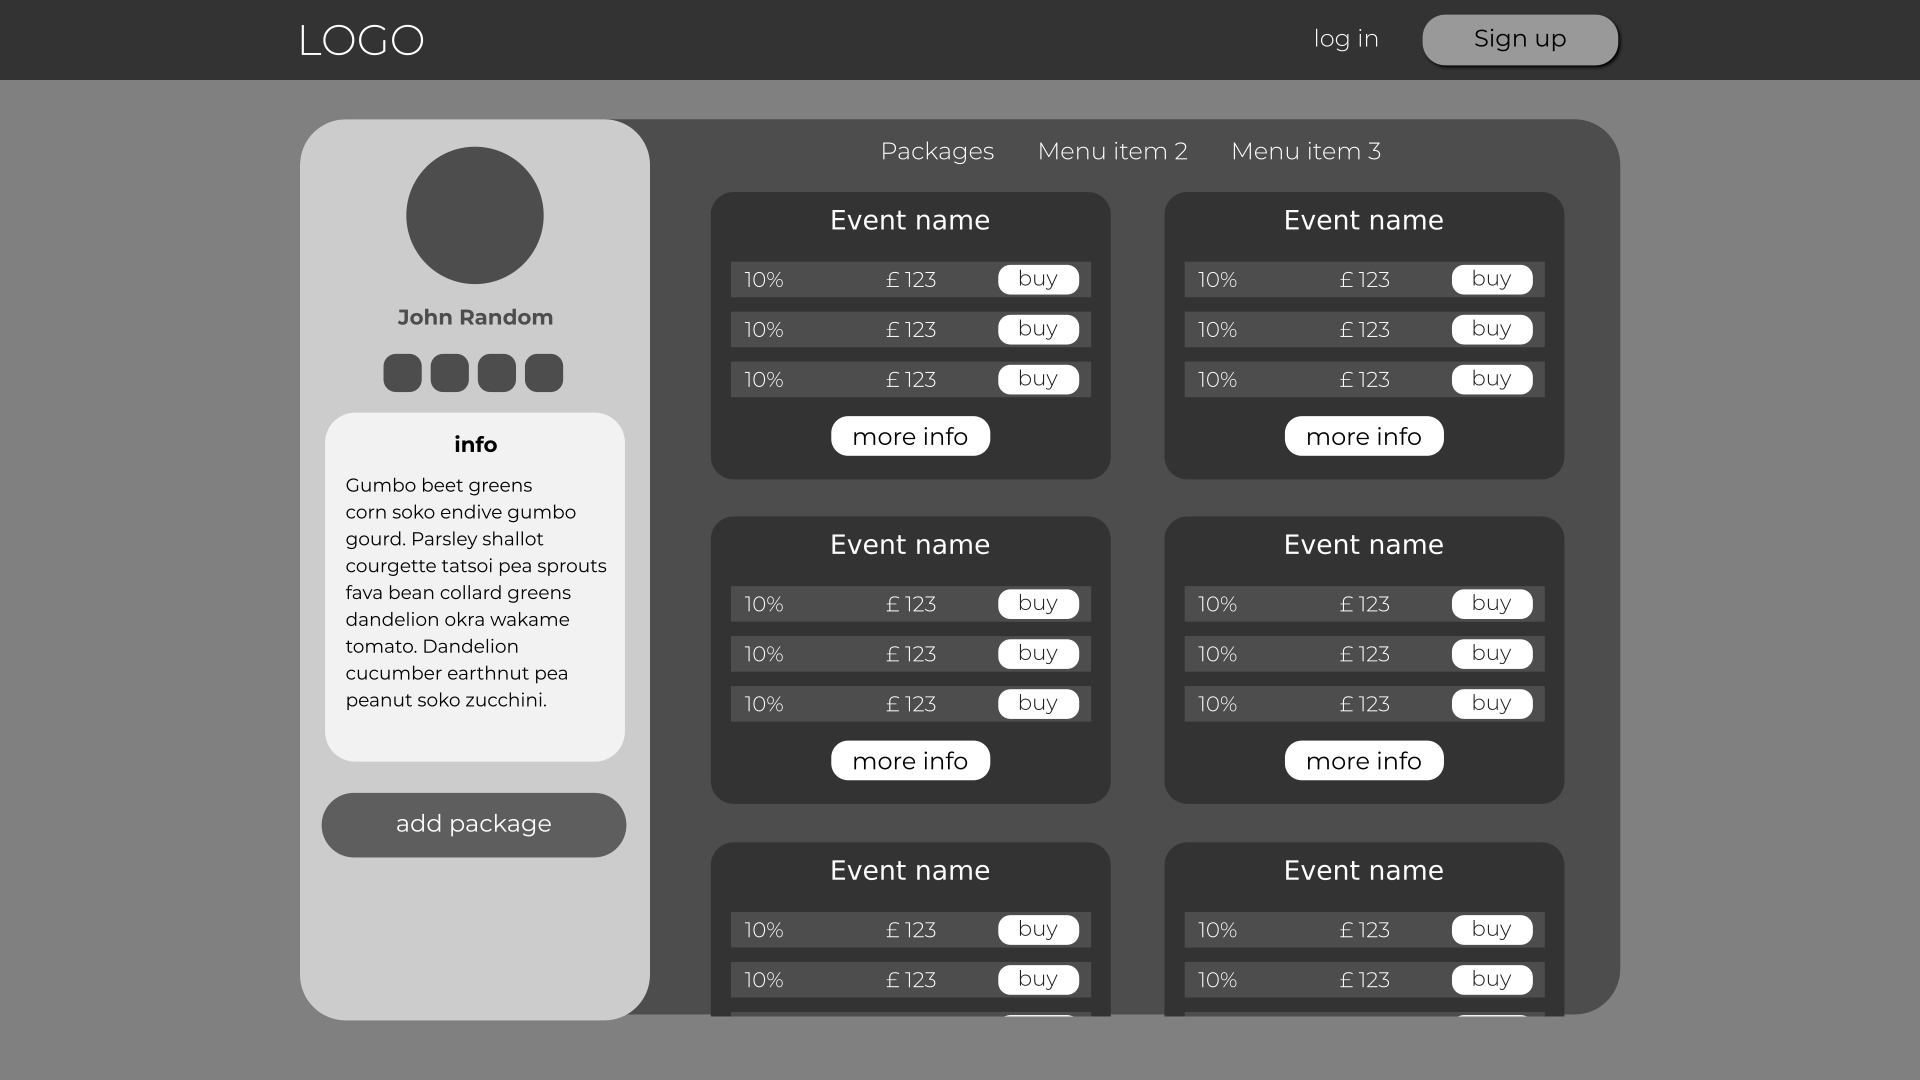 LOGO
log in
Sign up
John Random
info
Gumbo beet greens
corn soko endive gumbo
gourd. Parsley shallot
courgette tatsoi pea sprouts
fava bean collard greens
dandelion okra wakame
tomato. Dandelion
cucumber earthnut pea
peanut soko zucchini.
add package
Packages Menu item 2 Menu item 3
Event name
10% £ 123 buy
10% £ 123 buy
10% £ 123 buy
more info
Event name
10% £ 123 buy
10% £ 123 buy
10% £ 123 buy
more info
Event name
10% £ 123 buy
10% £ 123 buy
10% £ 123 buy
more info
Event name
10% £ 123 buy
10% £ 123 buy
10% £ 123 buy
more info
Event name
10% £ 123 buy
10% £ 123 buy
Event name
10% £ 123 buy
10% £ 123 buy